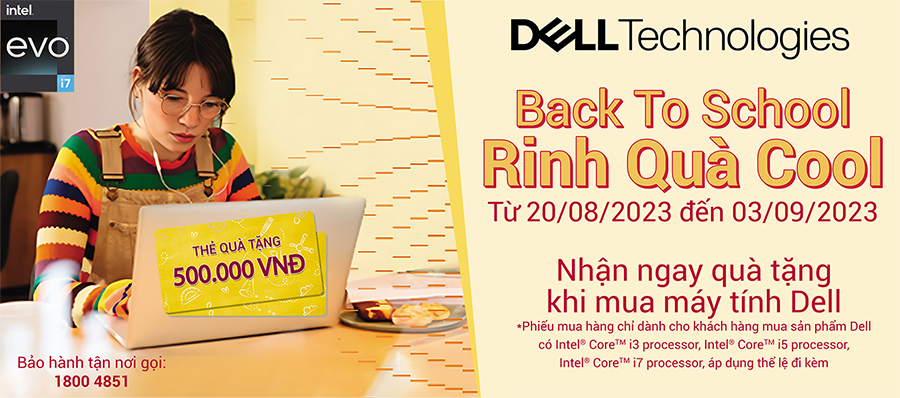 intel
evo
i7
THẺ QUÀ TẶNG
500.000 VNĐ
Bảo hành tận nơi gọi:
1800 4851
DELL Technologies
Back To School
Rinh Quà Cool
Từ 20/08/2023 đến 03/09/2023
Nhận ngay quà tặng
khi mua máy tính Dell
*Phiếu mua hàng chỉ dành cho khách hàng mua sản phẩm Dell
có Intel® Core™ i3 processor, Intel® Core™ i5 processor,
Intel® Core™ i7 processor, áp dụng thể lệ đi kèm